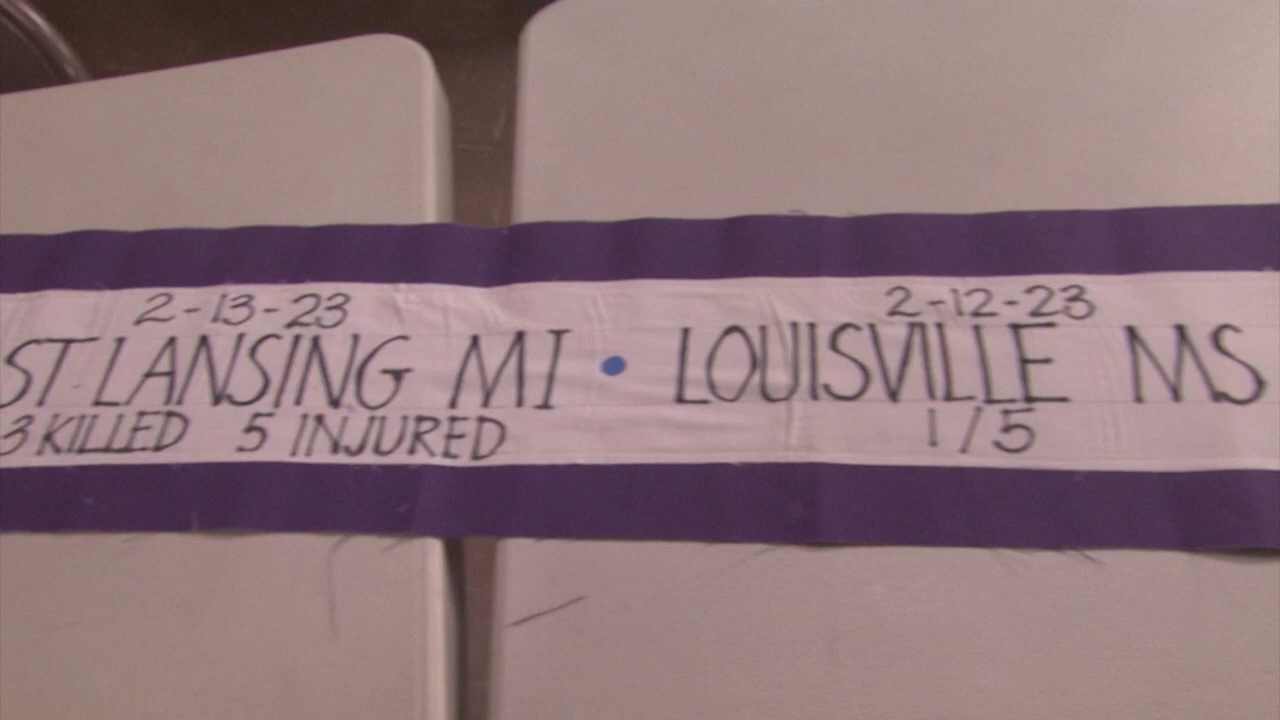 2-13-23
ST LANSING MI • LOUISVILLE MS
3 KILLED 5 INJURED
2-12-23
1/5